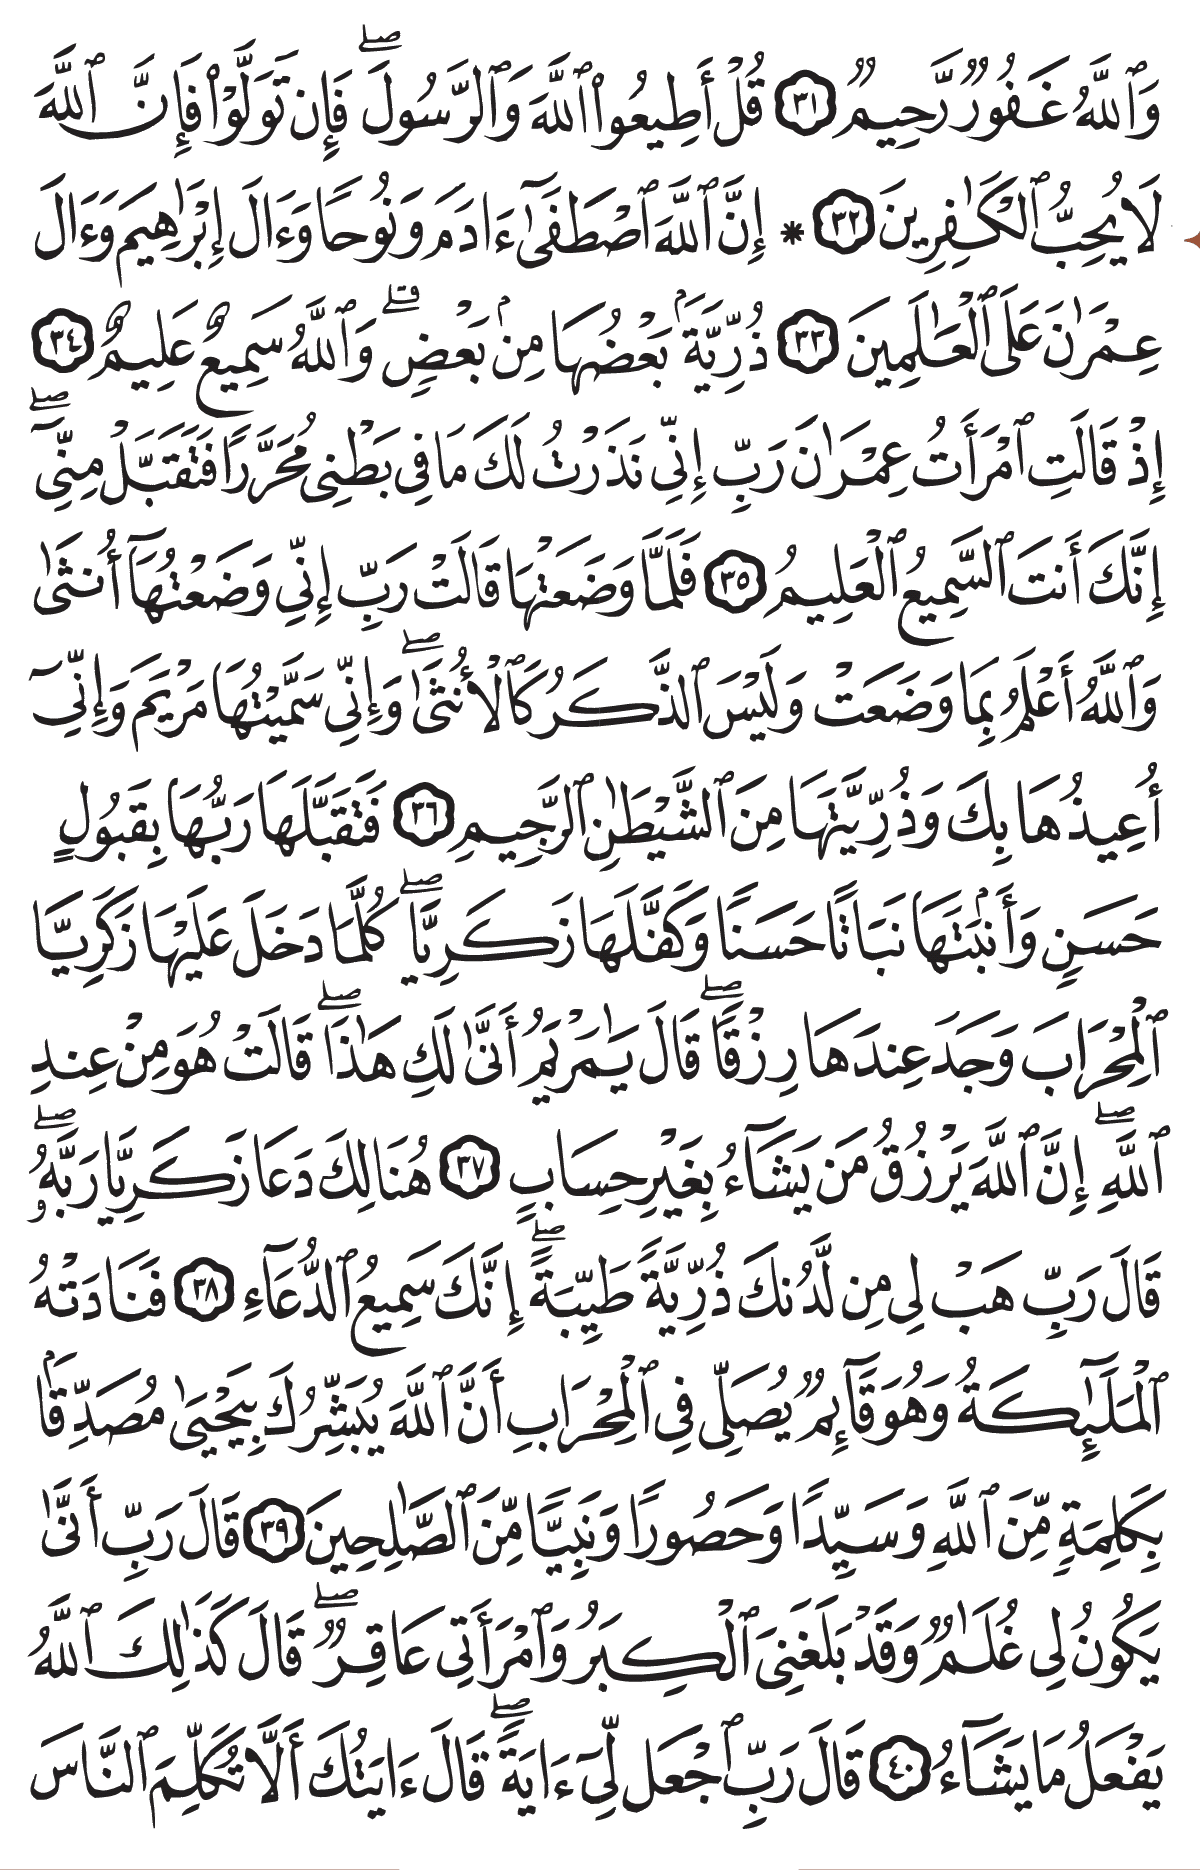 وَٱللَّهُ غَفُورٌ رَّحِيمٌ ٣١ قُلْ أَطِيعُوا۟ ٱللَّهَ وَٱلرَّسُولَ ۖ فَإِن تَوَلَّوْا۟ فَإِنَّ ٱللَّهَ
لَا يُحِبُّ ٱلْكَٰفِرِينَ ٣٢ * إِنَّ ٱللَّهَ ٱصْطَفَىٰٓ ءَادَمَ وَنُوحًا وَءَالَ إِبْرَٰهِيمَ وَءَالَ
عِمْرَٰنَ عَلَى ٱلْعَٰلَمِينَ ٣٣ ذُرِّيَّةًۢ بَعْضُهَا مِنۢ بَعْضٍ ۗ وَٱللَّهُ سَمِيعٌ عَلِيمٌ ٣٤
إِذْ قَالَتِ ٱمْرَأَتُ عِمْرَٰنَ رَبِّ إِنِّى نَذَرْتُ لَكَ مَا فِى بَطْنِى مُحَرَّرًا فَتَقَبَّلْ مِنِّىٓ ۖ
إِنَّكَ أَنتَ ٱلسَّمِيعُ ٱلْعَلِيمُ ٣٥ فَلَمَّا وَضَعَتْهَا قَالَتْ رَبِّ إِنِّى وَضَعْتُهَآ أُنثَىٰ
وَٱللَّهُ أَعْلَمُ بِمَا وَضَعَتْ وَلَيْسَ ٱلذَّكَرُ كَٱلْأُنثَىٰ ۖ وَإِنِّى سَمَّيْتُهَا مَرْيَمَ وَإِنِّىٓ
أُعِيذُهَا بِكَ وَذُرِّيَّتَهَا مِنَ ٱلشَّيْطَٰنِ ٱلرَّجِيمِ ٣٦ فَتَقَبَّلَهَا رَبُّهَا بِقَبُولٍ
حَسَنٍ وَأَنۢبَتَهَا نَبَاتًا حَسَنًا وَكَفَّلَهَا زَكَرِيَّا ۖ كُلَّمَا دَخَلَ عَلَيْهَا زَكَرِيَّا
ٱلْمِحْرَابَ وَجَدَ عِندَهَا رِزْقًا ۖ قَالَ يَٰمَرْيَمُ أَنَّىٰ لَكِ هَٰذَا ۖ قَالَتْ هُوَ مِنْ عِندِ
ٱللَّهِ ۖ إِنَّ ٱللَّهَ يَرْزُقُ مَن يَشَآءُ بِغَيْرِ حِسَابٍ ٣٧ هُنَالِكَ دَعَا زَكَرِيَّا رَبَّهُۥ ۖ
قَالَ رَبِّ هَبْ لِى مِن لَّدُنكَ ذُرِّيَّةً طَيِّبَةً ۖ إِنَّكَ سَمِيعُ ٱلدُّعَآءِ ٣٨ فَنَادَتْهُ
ٱلْمَلَٰٓئِكَةُ وَهُوَ قَآئِمٌ يُصَلِّى فِى ٱلْمِحْرَابِ أَنَّ ٱللَّهَ يُبَشِّرُكَ بِيَحْيَىٰ مُصَدِّقًۢا
بِكَلِمَةٍ مِّنَ ٱللَّهِ وَسَيِّدًا وَحَصُورًا وَنَبِيًّا مِّنَ ٱلصَّٰلِحِينَ ٣٩ قَالَ رَبِّ أَنَّىٰ
يَكُونُ لِى غُلَٰمٌ وَقَدْ بَلَغَنِىَ ٱلْكِبَرُ وَٱمْرَأَتِى عَاقِرٌ ۖ قَالَ كَذَٰلِكَ ٱللَّهُ
يَفْعَلُ مَا يَشَآءُ ٤٠ قَالَ رَبِّ ٱجْعَل لِّىٓ ءَايَةً ۖ قَالَ ءَايَتُكَ أَلَّا تُكَلِّمَ ٱلنَّاسَ